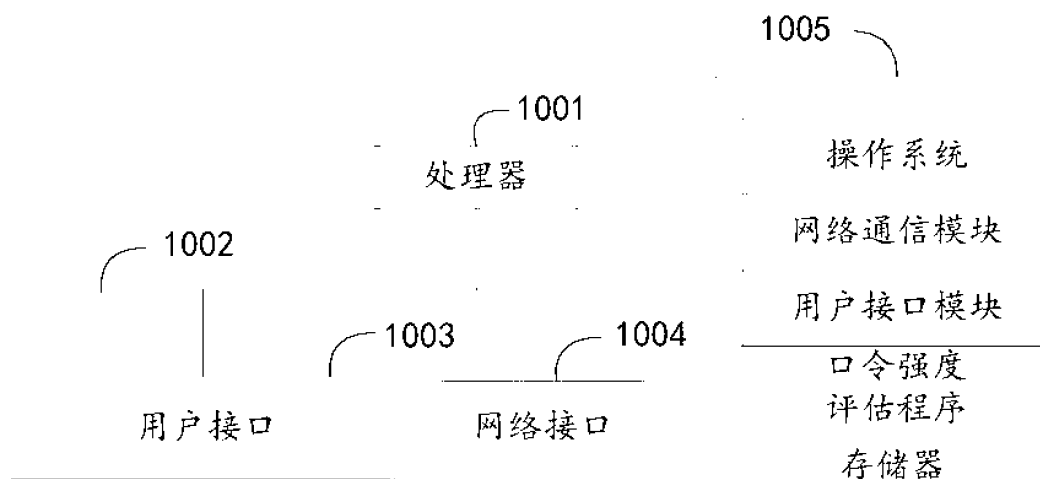 1005
1001
处理器
操作系统
1002
网络通信模块
用户接口模块
1003
1004
口令强度
评估程序
用户接口
网络接口
存储器